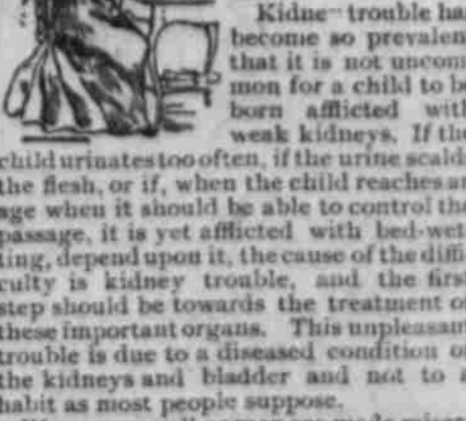 Kidne- trouble ha
become so prevalen
that it is not uncom
mon for a child to b
born afflicted with
weak kidneys. If the
child urinates too often, if the urine scald
the flesh, or if, when the child reaches an
age when it should be able to control the
passage, it is yet afflicted with bed-wet
ting, depend upon it, the cause of the diffi
culty is kidney trouble, and the firs
step should be towards the treatment o
these important organs. This unpleasan
trouble is due to a diseased condition o
the kidneys and bladder and not to a
habit as most people suppose.